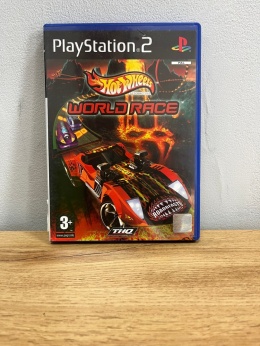 PlayStation 2
Hot Wheels
WORLD RACE
3+
THQ